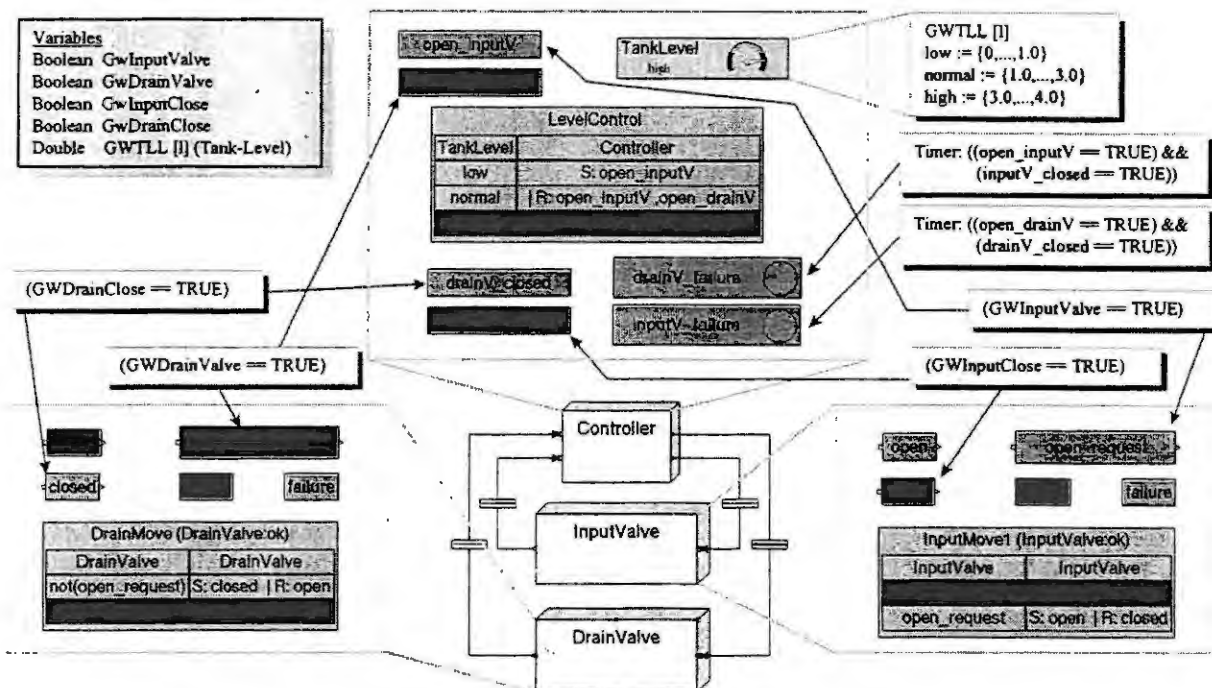 Variables
Boolean GwInputValve
Boolean GwDrainValve
Boolean GwInputClose
Boolean GwDrainClose
Double GWTLL [l] (Tank-Level)
open_inputV
TankLevel
high
GWTLL [l]
low := {0,...,1.0}
normal := {1.0,...,3.0}
high := {3.0,...,4.0}
LevelControl
TankLevel Controller
low S: open_inputV
normal | R: open_inputV ,open_drainV
Timer: ((open_inputV == TRUE) &&
(inputV_closed == TRUE))
Timer: ((open_drainV == TRUE) &&
(drainV_closed == TRUE))
(GWDrainClose == TRUE)
drainV_closed
drainV_failure
inputV_failure
(GWInputValve == TRUE)
(GWDrainValve == TRUE)
(GWInputClose == TRUE)
closed
failure
DrainMove (DrainValve:ok)
DrainValve DrainValve
not(open_request) S: closed | R: open
Controller
InputValve
DrainValve
open
open_request
failure
InputMove1 (InputValve:ok)
InputValve InputValve
open_request S: open | R: closed